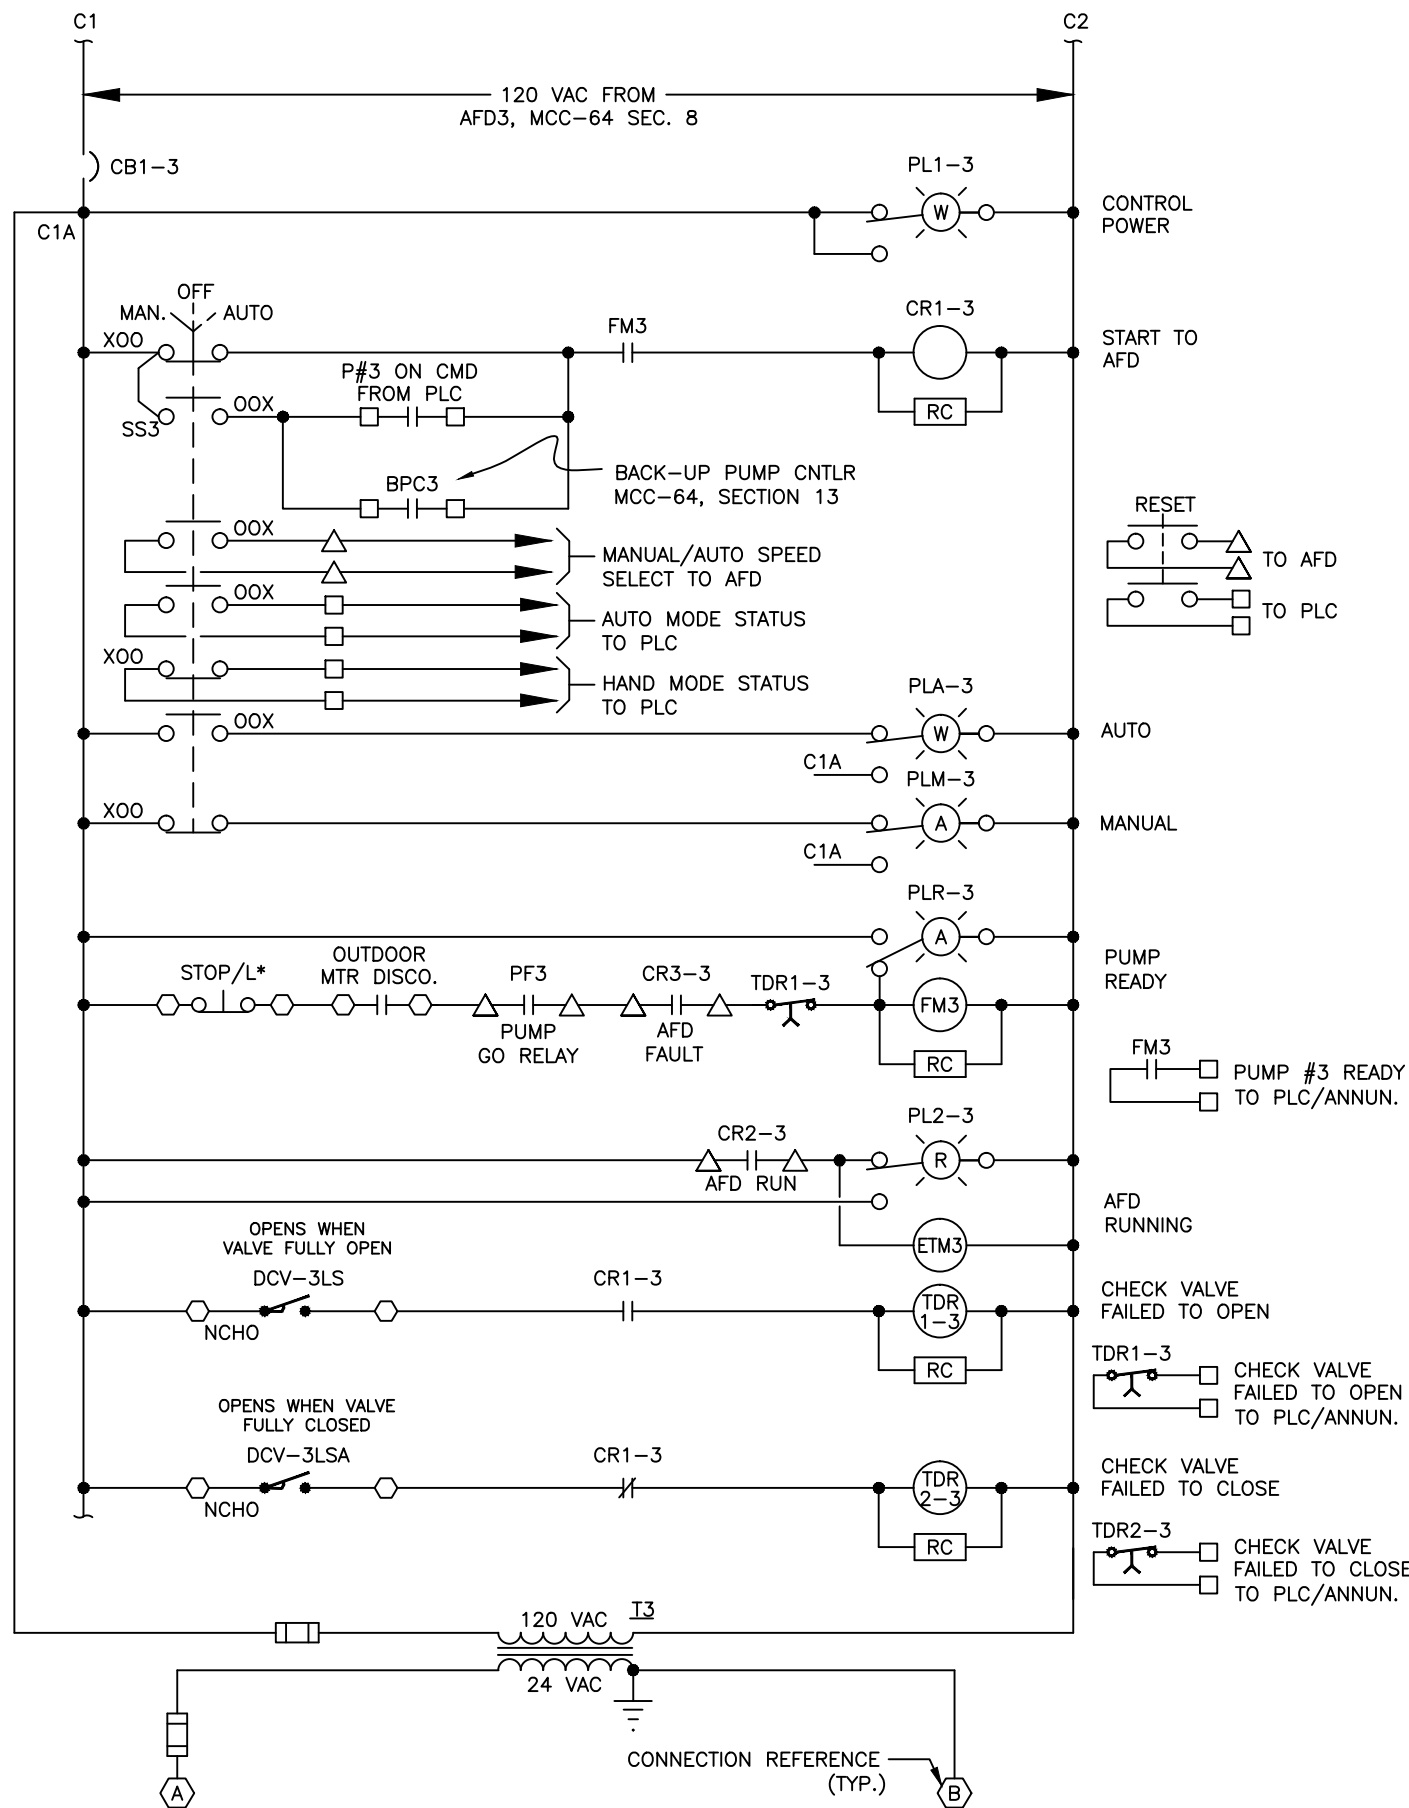 C1
C2
120 VAC FROM
AFD3, MCC-64 SEC. 8
CB1-3
PL1-3
W
CONTROL
POWER
C1A
OFF
MAN.
AUTO
XOO
FM3
CR1-3
START TO
AFD
P#3 ON CMD
FROM PLC
RC
OOX
SS3
BPC3
BACK-UP PUMP CNTLR
MCC-64, SECTION 13
RESET
OOX
MANUAL/AUTO SPEED
SELECT TO AFD
TO AFD
OOX
AUTO MODE STATUS
TO PLC
TO PLC
XOO
HAND MODE STATUS
TO PLC
PLA-3
OOX
W
AUTO
C1A
PLM-3
XOO
A
MANUAL
C1A
PLR-3
A
PUMP
READY
STOP/L*
OUTDOOR
MTR DISCO.
PF3
CR3-3
TDR1-3
FM3
PUMP
GO RELAY
AFD
FAULT
RC
FM3
PUMP #3 READY
TO PLC/ANNUN.
CR2-3
PL2-3
R
AFD RUN
AFD
RUNNING
ETM3
OPENS WHEN
VALVE FULLY OPEN
DCV-3LS
CR1-3
TDR
1-3
CHECK VALVE
FAILED TO OPEN
NCHO
RC
TDR1-3
CHECK VALVE
FAILED TO OPEN
TO PLC/ANNUN.
OPENS WHEN VALVE
FULLY CLOSED
DCV-3LSA
CR1-3
TDR
2-3
CHECK VALVE
FAILED TO CLOSE
NCHO
RC
TDR2-3
CHECK VALVE
FAILED TO CLOSE
TO PLC/ANNUN.
120 VAC
T3
24 VAC
CONNECTION REFERENCE
(TYP.)
A
B